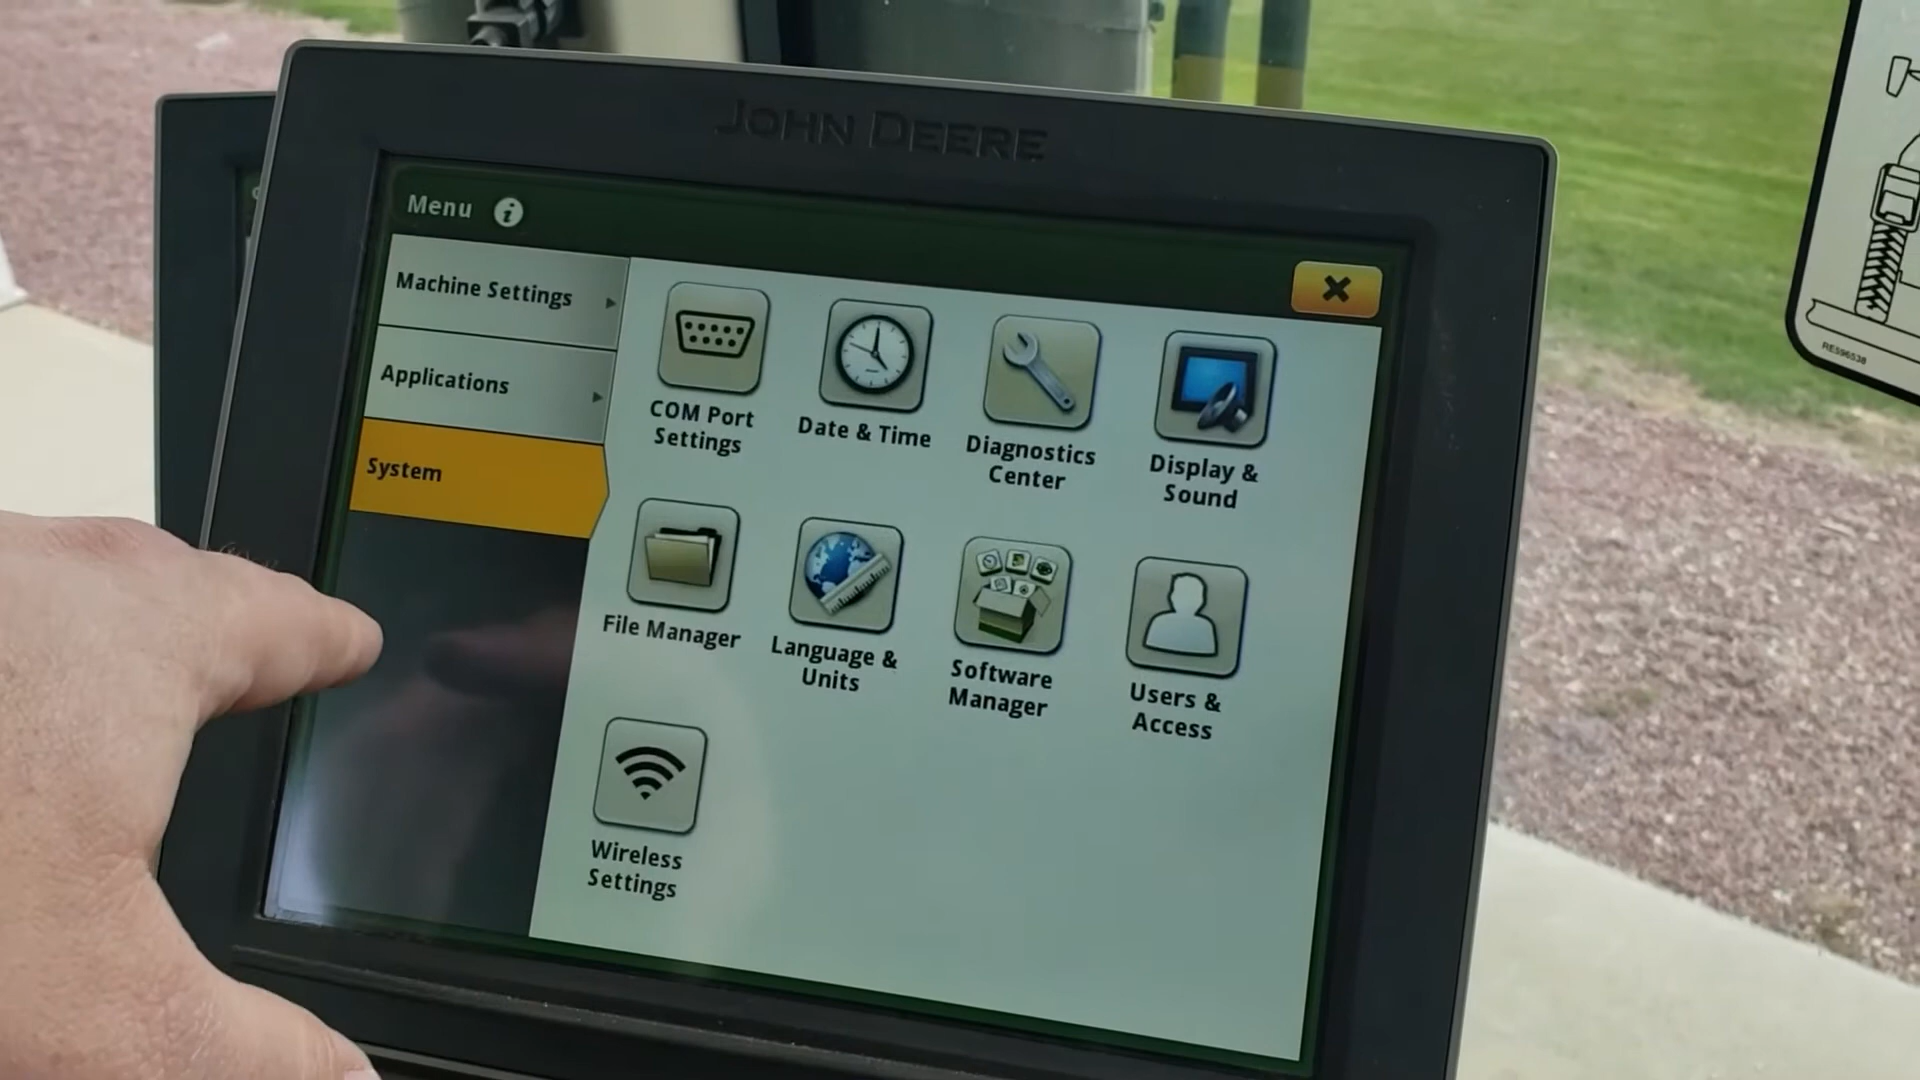 JOHN DEERE
Menu
Machine Settings
Applications
System
COM Port
Settings
Date & Time
Diagnostics
Center
Display &
Sound
File Manager
Language &
Units
Software
Manager
Users &
Access
Wireless
Settings
RE596538